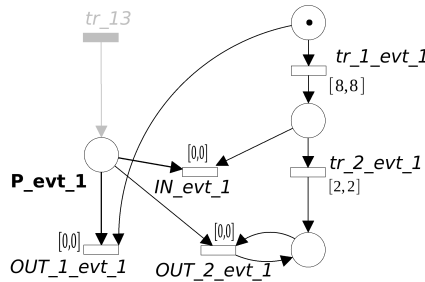 tr_13
tr_1_evt_1
[8,8]
[0,0]
P_evt_1
IN_evt_1
tr_2_evt_1
[2,2]
[0,0]
[0,0]
OUT_1_evt_1
OUT_2_evt_1